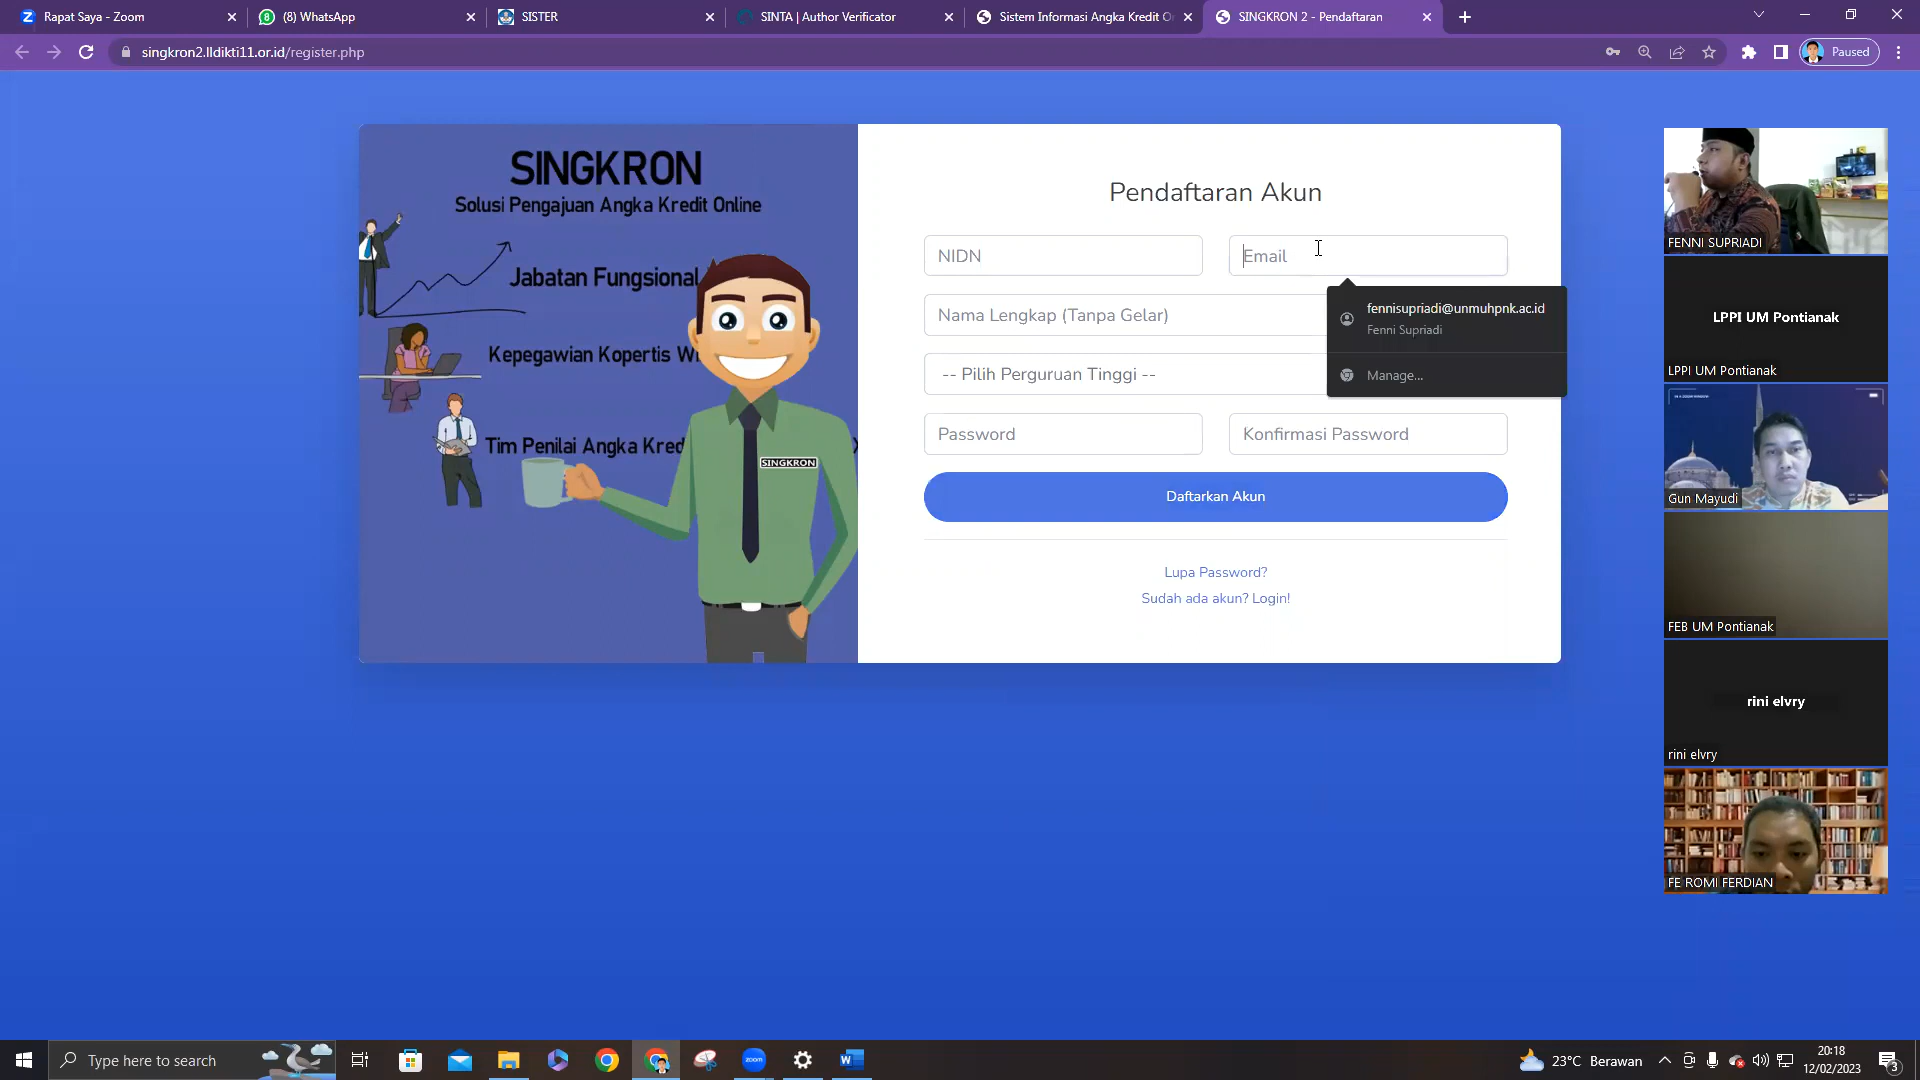 Rapat Saya - Zoom
(8) WhatsApp
SISTER
SINTA | Author Verificator
Sistem Informasi Angka Kredit O
SINGKRON 2 - Pendaftaran
singkron2.lldikti11.or.id/register.php
Paused
SINGKRON
Solusi Pengajuan Angka Kredit Online
Jabatan Fungsional
Kepegawian Kopertis Wi
Tim Penilai Angka Kred
X
SINGKRON
Pendaftaran Akun
NIDN
Email
fennisupriadi@unmuhpnk.ac.id
Fenni Supriadi
Manage...
Nama Lengkap (Tanpa Gelar)
-- Pilih Perguruan Tinggi --
Password
Konfirmasi Password
Daftarkan Akun
Lupa Password?
Sudah ada akun? Login!
FENNI SUPRIADI
LPPI UM Pontianak
LPPI UM Pontianak
Gun Mayudi
FEB UM Pontianak
rini elvry
rini elvry
FE ROMI FERDIAN
Type here to search
zoom
23°C Berawan
20:18
12/02/2023
3